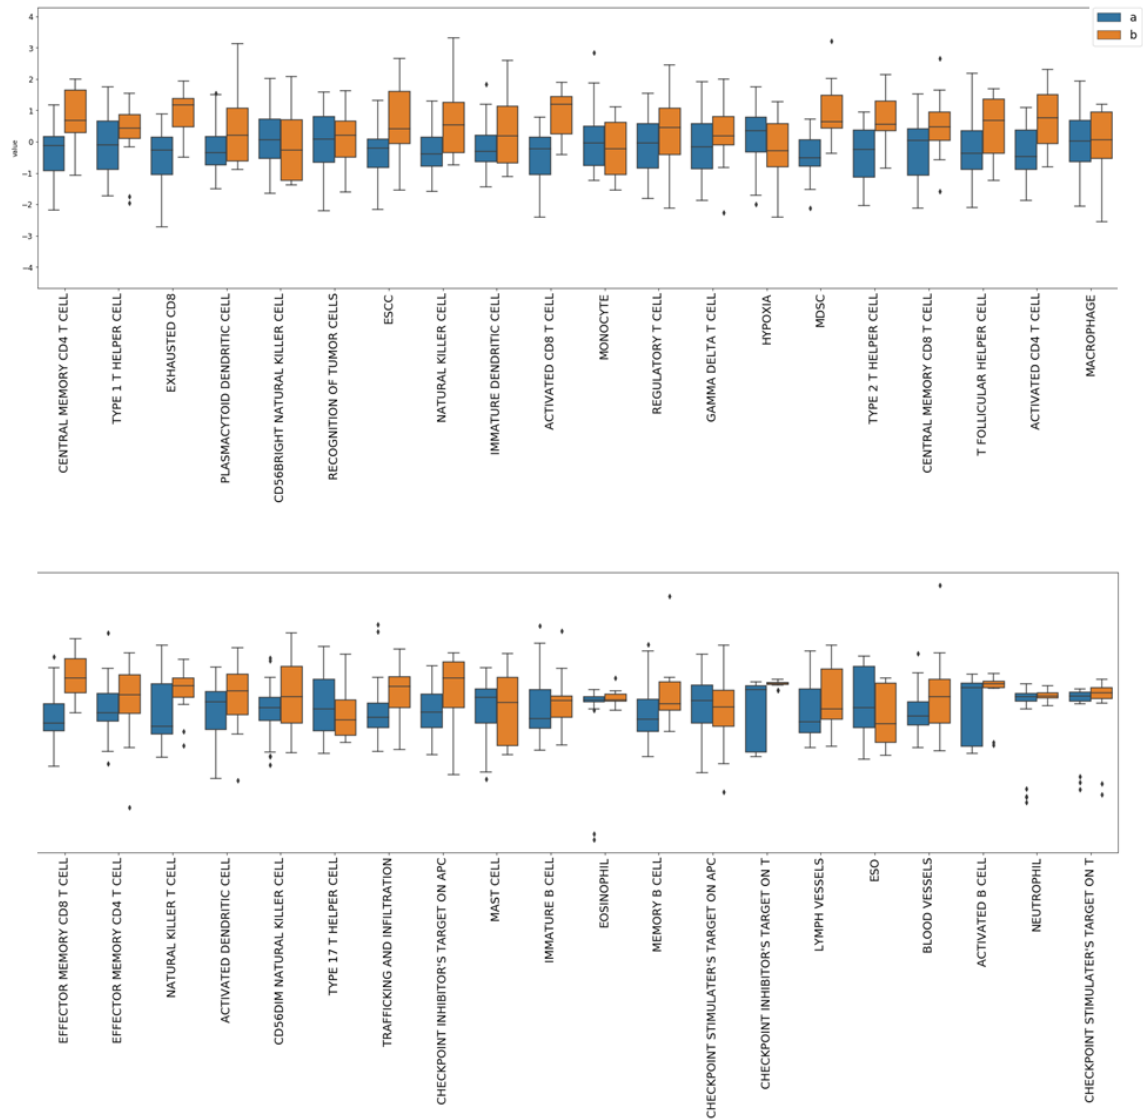 a
b
4
3
2
1
0
−1
−2
−3
−4
value
CENTRAL MEMORY CD4 T CELL
TYPE 1 T HELPER CELL
EXHAUSTED CD8
PLASMACYTOID DENDRITIC CELL
CD56BRIGHT NATURAL KILLER CELL
RECOGNITION OF TUMOR CELLS
ESCC
NATURAL KILLER CELL
IMMATURE DENDRITIC CELL
ACTIVATED CD8 T CELL
MONOCYTE
REGULATORY T CELL
GAMMA DELTA T CELL
HYPOXIA
MDSC
TYPE 2 T HELPER CELL
CENTRAL MEMORY CD8 T CELL
T FOLLICULAR HELPER CELL
ACTIVATED CD4 T CELL
MACROPHAGE
EFFECTOR MEMORY CD8 T CELL
EFFECTOR MEMORY CD4 T CELL
NATURAL KILLER T CELL
ACTIVATED DENDRITIC CELL
CD56DIM NATURAL KILLER CELL
TYPE 17 T HELPER CELL
TRAFFICKING AND INFILTRATION
CHECKPOINT INHIBITOR'S TARGET ON APC
MAST CELL
IMMATURE B CELL
EOSINOPHIL
MEMORY B CELL
CHECKPOINT STIMULATER'S TARGET ON APC
CHECKPOINT INHIBITOR'S TARGET ON T
LYMPH VESSELS
ESO
BLOOD VESSELS
ACTIVATED B CELL
NEUTROPHIL
CHECKPOINT STIMULATER'S TARGET ON T